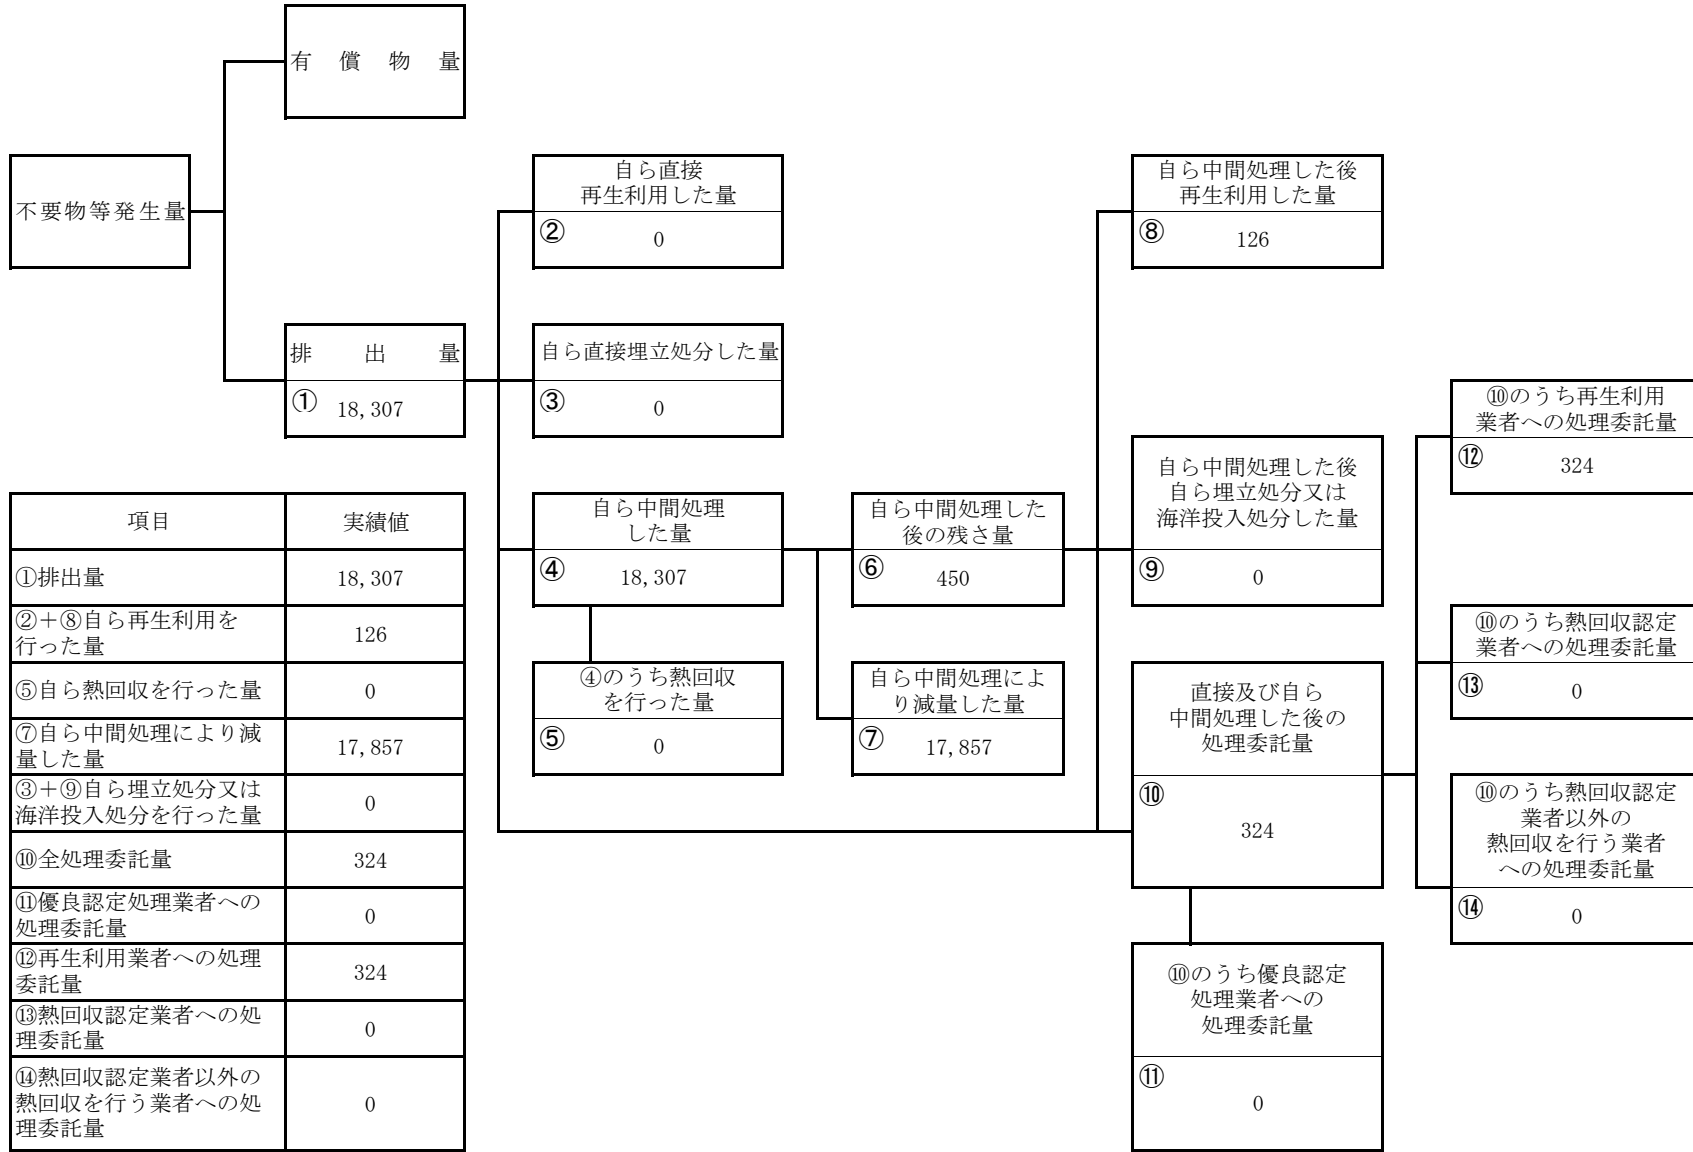 有償物量
不要物等発生量
排出量
① 18,307
自ら直接
再生利用した量
② 0
自ら直接埋立処分した量
③ 0
自ら中間処理
した量
④ 18,307
④のうち熱回収
を行った量
⑤ 0
自ら中間処理した
後の残さ量
⑥ 450
自ら中間処理によ
り減量した量
⑦ 17,857
自ら中間処理した後
再生利用した量
⑧ 126
自ら中間処理した後
自ら埋立処分又は
海洋投入処分した量
⑨ 0
直接及び自ら
中間処理した後の
処理委託量
⑩
324
⑩のうち優良認定
処理業者への
処理委託量
⑪
0
⑩のうち再生利用
業者への処理委託量
⑫ 324
⑩のうち熱回収認定
業者への処理委託量
⑬ 0
⑩のうち熱回収認定
業者以外の
熱回収を行う業者
への処理委託量
⑭ 0
項目 実績値
①排出量 18,307
②+⑧自ら再生利用を
行った量 126
⑤自ら熱回収を行った量 0
⑦自ら中間処理により減
量した量 17,857
③+⑨自ら埋立処分又は
海洋投入処分を行った量 0
⑩全処理委託量 324
⑪優良認定処理業者への
処理委託量 0
⑫再生利用業者への処理
委託量 324
⑬熱回収認定業者への処
理委託量 0
⑭熱回収認定業者以外の
熱回収を行う業者への処
理委託量 0